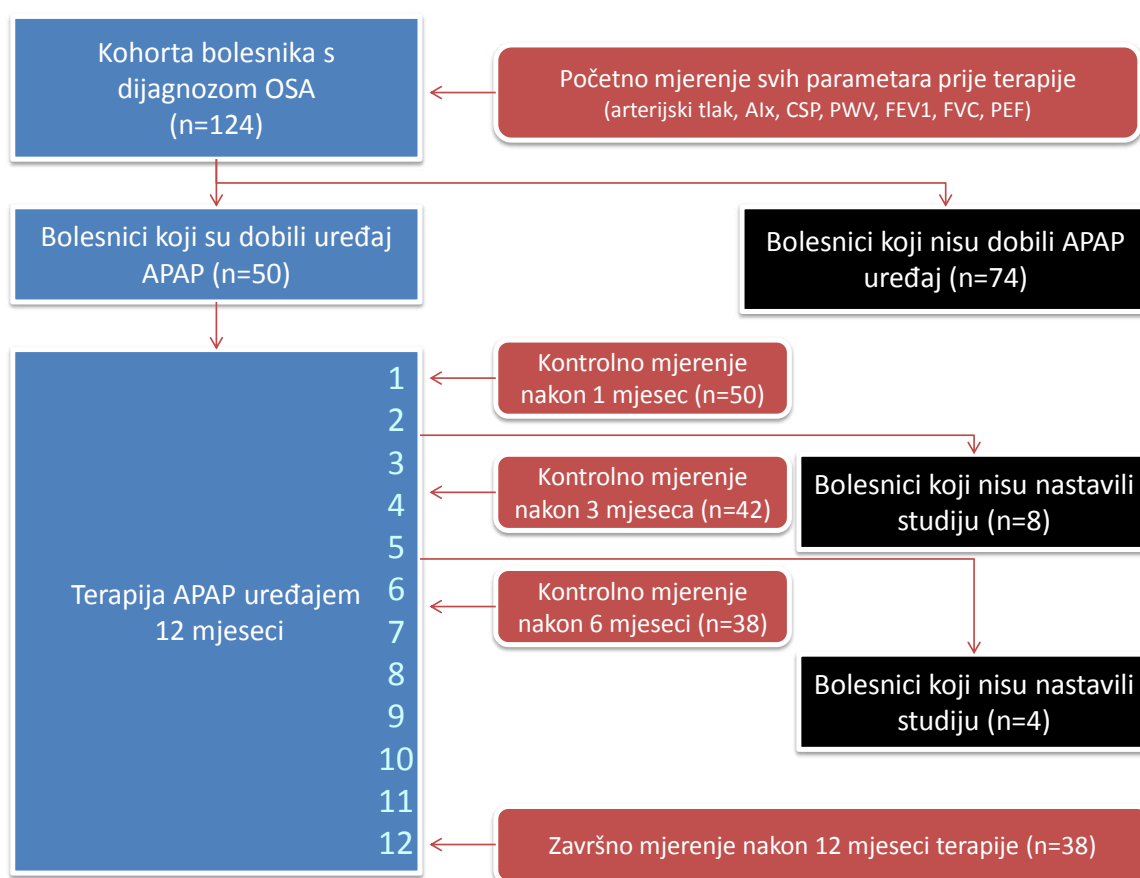 Kohorta bolesnika s
dijagnozom OSA
(n=124)
Početno mjerenje svih parametara prije terapije
(arterijski tlak, AIx, CSP, PWV, FEV1, FVC, PEF)
Bolesnici koji su dobili uređaj
APAP (n=50)
Bolesnici koji nisu dobili APAP
uređaj (n=74)
Terapija APAP uređajem
12 mjeseci
1
2
3
4
5
6
7
8
9
10
11
12
Kontrolno mjerenje
nakon 1 mjesec (n=50)
Kontrolno mjerenje
nakon 3 mjeseca (n=42)
Bolesnici koji nisu nastavili
studiju (n=8)
Kontrolno mjerenje
nakon 6 mjeseci (n=38)
Bolesnici koji nisu nastavili
studiju (n=4)
Završno mjerenje nakon 12 mjeseci terapije (n=38)